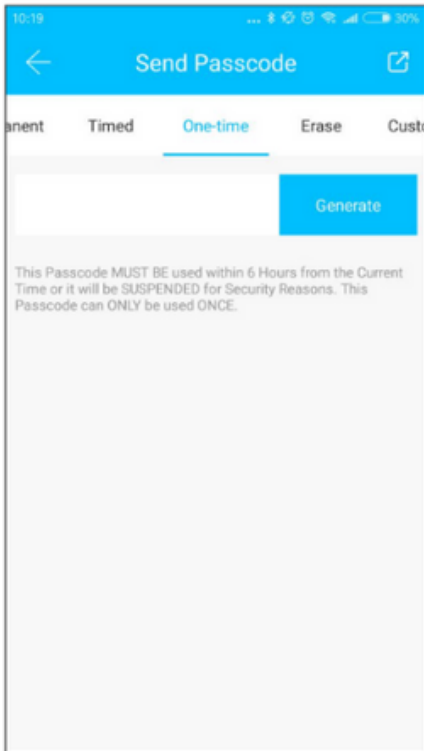 10:19 ... 30%
Send Passcode
anent Timed One-time Erase Custo
Generate
This Passcode MUST BE used within 6 Hours from the Current
Time or it will be SUSPENDED for Security Reasons. This
Passcode can ONLY be used ONCE.